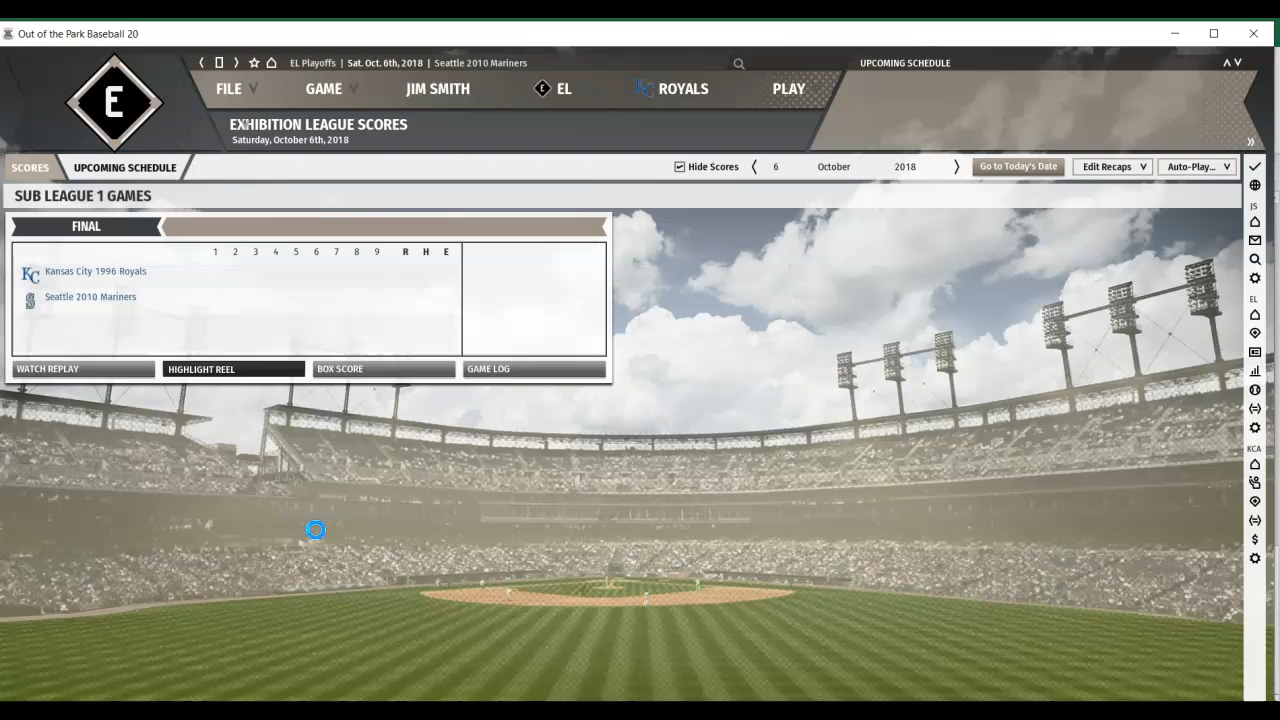 Out of the Park Baseball 20
EL Playoffs | Sat. Oct. 6th, 2018 | Seattle 2010 Mariners
UPCOMING SCHEDULE
E
FILE
GAME
JIM SMITH
E EL
KC ROYALS
PLAY
EXHIBITION LEAGUE SCORES
Saturday, October 6th, 2018
SCORES
UPCOMING SCHEDULE
Hide Scores
6 October 2018
Go to Today's Date
Edit Recaps
Auto-Play...
SUB LEAGUE 1 GAMES
FINAL
1 2 3 4 5 6 7 8 9 R H E
KC Kansas City 1996 Royals
S Seattle 2010 Mariners
WATCH REPLAY
HIGHLIGHT REEL
BOX SCORE
GAME LOG
JS
EL
KCA
$